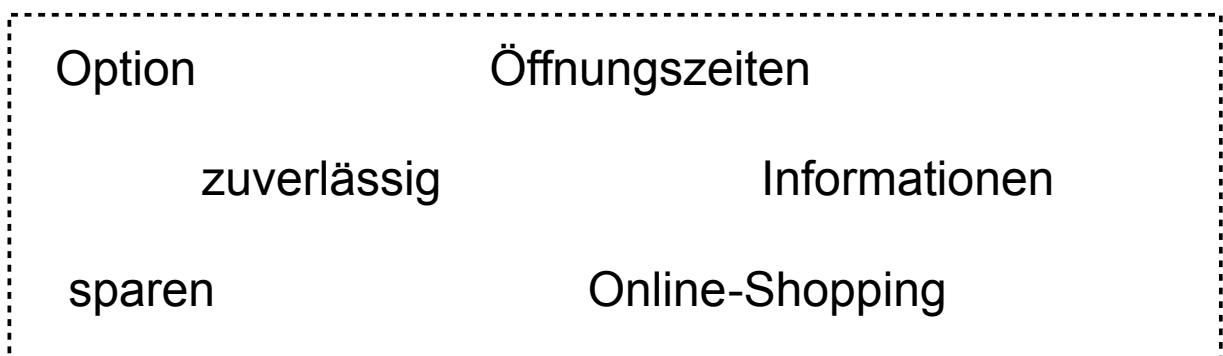 Option Öffnungszeiten
zuverlässig Informationen
sparen Online-Shopping